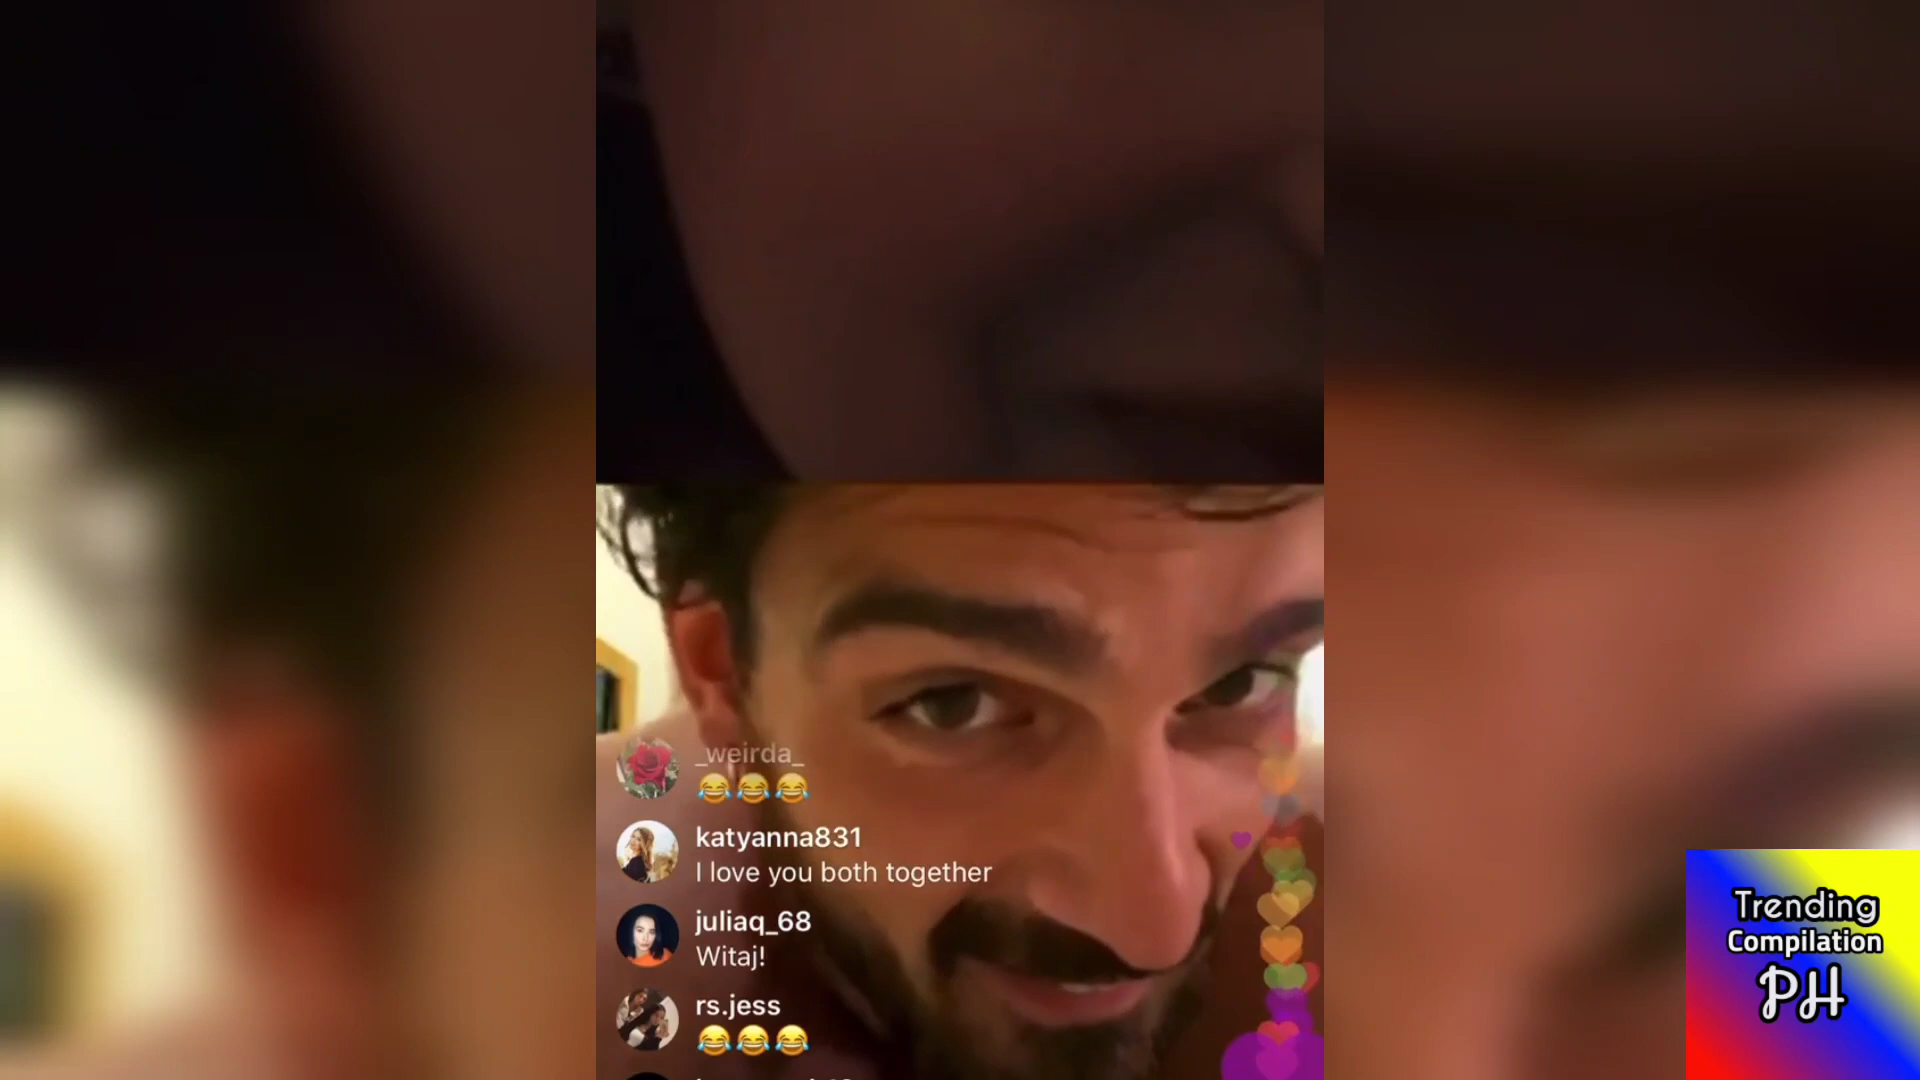 _weirda_
😂😂😂
katyanna831
I love you both together
juliaq_68
Witaj!
rs.jess
😂😂😂
Trending
Compilation
PH